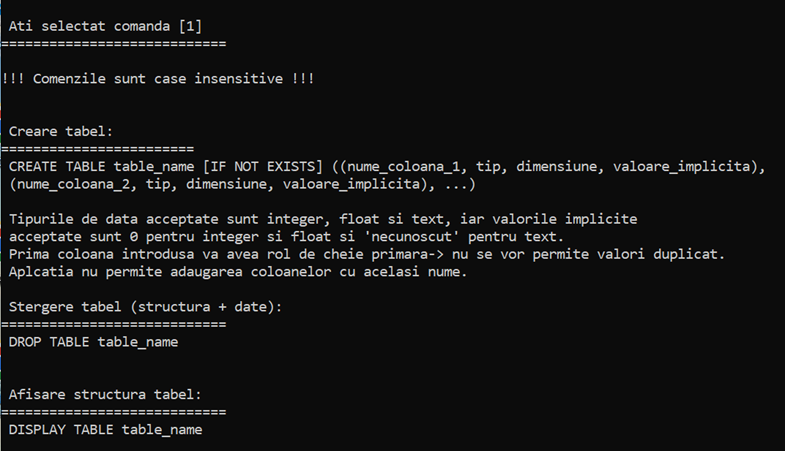 Ati selectat comanda [1]
============================
!!! Comenzile sunt case insensitive !!!
Creare tabel:
========================
CREATE TABLE table_name [IF NOT EXISTS] ((nume_coloana_1, tip, dimensiune, valoare_implicita),
(nume_coloana_2, tip, dimensiune, valoare_implicita), ...)
Tipurile de data acceptate sunt integer, float si text, iar valorile implicite
acceptate sunt 0 pentru integer si float si 'necunoscut' pentru text.
Prima coloana introdusa va avea rol de cheie primara-> nu se vor permite valori duplicat.
Aplcatia nu permite adaugarea coloanelor cu acelasi nume.
Stergere tabel (structura + date):
============================
DROP TABLE table_name
Afisare structura tabel:
============================
DISPLAY TABLE table_name